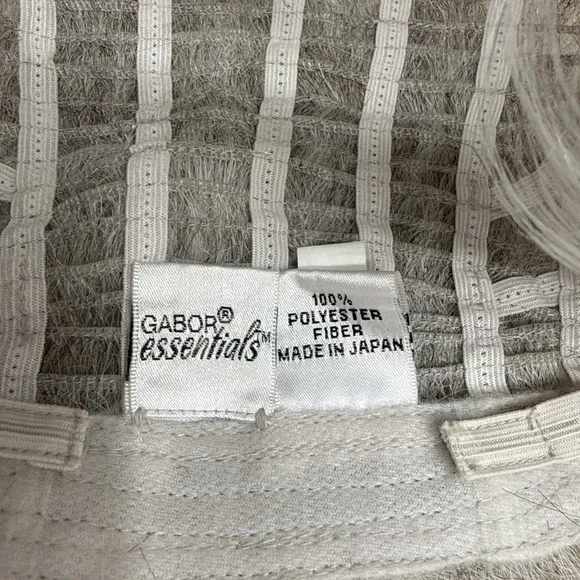 GABOR®
essentials™
100%
POLYESTER
FIBER
MADE IN JAPAN